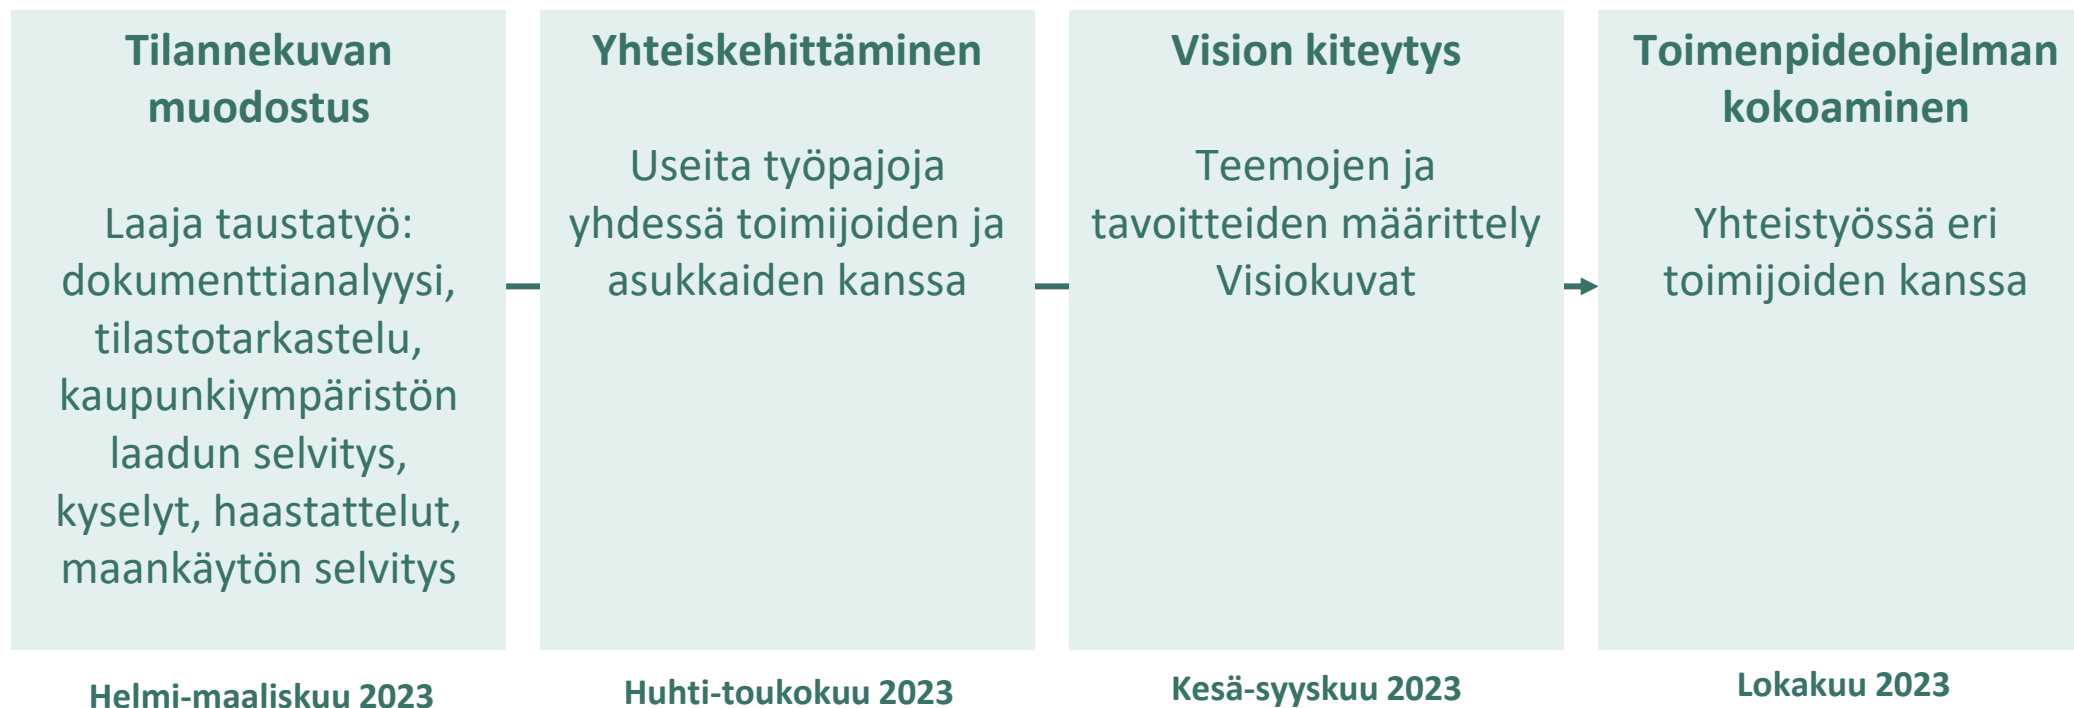 Tilannekuvan
muodostus
Laaja taustatyö:
dokumenttianalyysi,
tilastotarkastelu,
kaupunkiympäristön
laadun selvitys,
kyselyt, haastattelut,
maankäytön selvitys
Helmi-maaliskuu 2023
Yhteiskehittäminen
Useita työpajoja
yhdessä toimijoiden ja
asukkaiden kanssa
Huhti-toukokuu 2023
Vision kiteytys
Teemojen ja
tavoitteiden määrittely
Visiokuvat
Kesä-syyskuu 2023
Toimenpideohjelman
kokoaminen
Yhteistyössä eri
toimijoiden kanssa
Lokakuu 2023